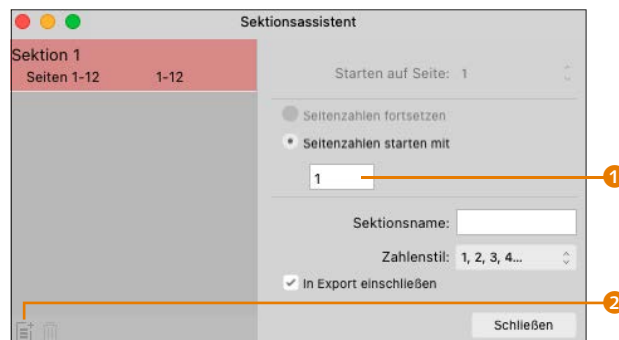 Sektionsassistent
Sektion 1
Seiten 1-12 1-12
Starten auf Seite: 1
Seitenzahlen fortsetzen
Seitenzahlen starten mit
1
1
Sektionsname:
Zahlenstil: 1, 2, 3, 4...
In Export einschließen
2
Schließen